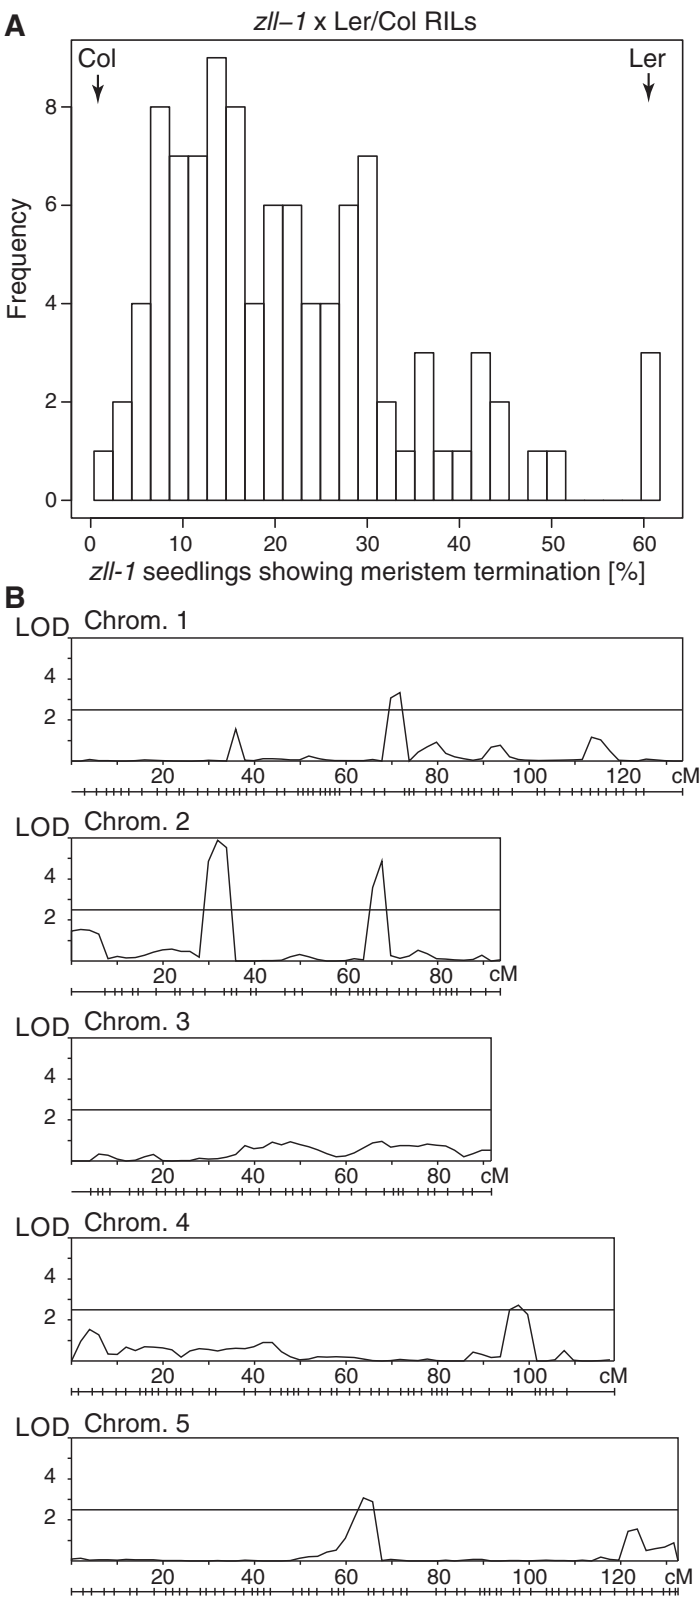 A
zll–1 x Ler/Col RILs
Col
Ler
8
6
4
2
0
Frequency
0 10 20 30 40 50 60
zll-1 seedlings showing meristem termination [%]
B
LOD Chrom. 1
4
2
20 40 60 80 100 120 cM
LOD Chrom. 2
4
2
20 40 60 80 cM
LOD Chrom. 3
4
2
20 40 60 80 cM
LOD Chrom. 4
4
2
20 40 60 80 100 cM
LOD Chrom. 5
4
2
20 40 60 80 100 120 cM